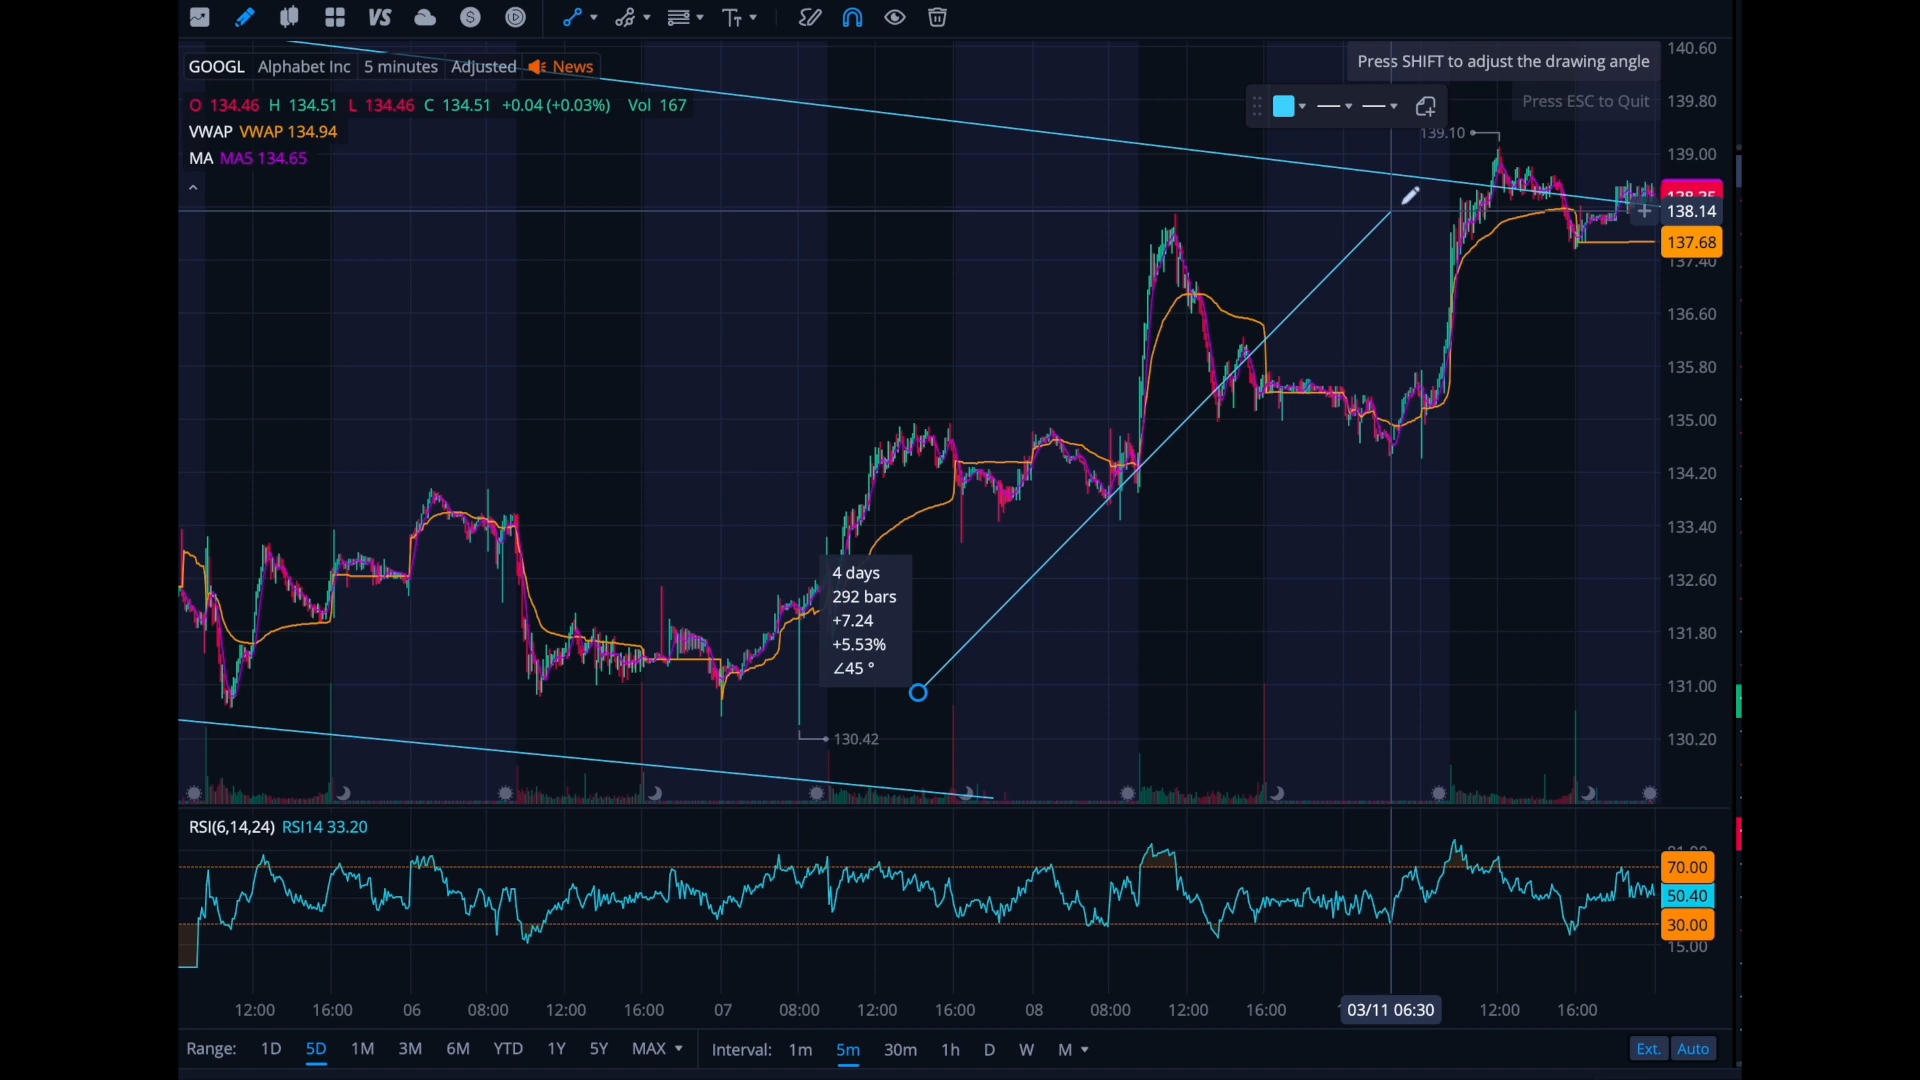 VS
Press SHIFT to adjust the drawing angle
140.60
GOOGL Alphabet Inc 5 minutes Adjusted News
Press ESC to Quit
139.80
O 134.46 H 134.51 L 134.46 C 134.51 +0.04 (+0.03%) Vol 167
VWAP VWAP 134.94
139.10
MA MA5 134.65
139.00
138.35
138.14
137.68
137.40
136.60
135.80
135.00
134.20
133.40
132.60
131.80
131.00
130.20
4 days
292 bars
+7.24
+5.53%
∠45 °
130.42
RSI(6,14,24) RSI14 33.20
70.00
50.40
30.00
15.00
12:00 16:00 06 08:00 12:00 16:00 07 08:00 12:00 16:00 08 08:00 12:00 16:00 03/11 06:30 12:00 16:00
Range: 1D 5D 1M 3M 6M YTD 1Y 5Y MAX Interval: 1m 5m 30m 1h D W M Ext. Auto